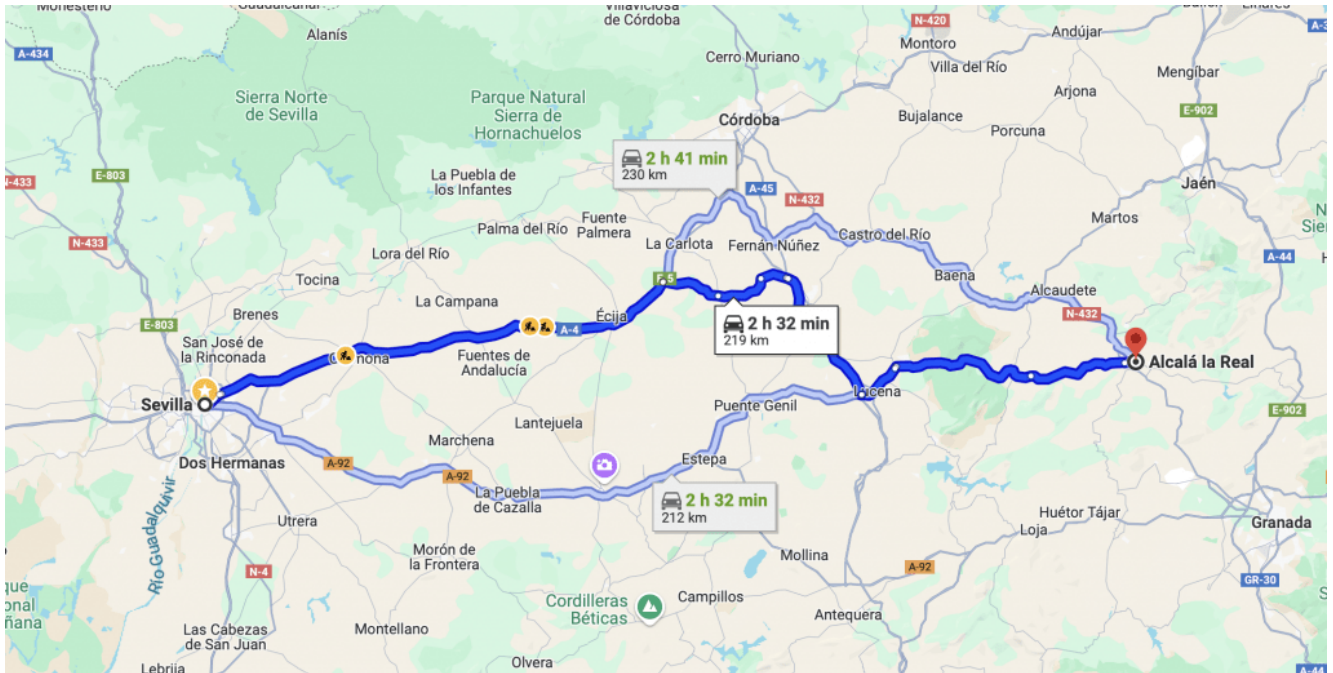 Monesterio
Guadalcanal
Villaviciosa
de Córdoba
N-420
Linares
Alanís
Andújar
A-434
Montoro
Cerro Muriano
Villa del Río
Mengíbar
Sierra Norte
de Sevilla
Parque Natural
Sierra de
Hornachuelos
Arjona
E-902
Córdoba
Bujalance
Porcuna
2 h 41 min
230 km
E-803
La Puebla de
los Infantes
N-433
A-45
Jaén
N-432
Martos
Palma del Río
Fuente
Palmera
Castro del Río
N-433
La Carlota
Fernán Núñez
Lora del Río
A-44
Tocina
E-5
Baena
Alcaudete
La Campana
N-432
Brenes
Écija
E-803
A-4
2 h 32 min
219 km
San José de
la Rinconada
Fuentes de
Andalucía
Alcalá la Real
Lucena
Sevilla
Puente Genil
E-902
Lantejuela
Marchena
Dos Hermanas
A-92
Estepa
A-92
La Puebla
de Cazalla
2 h 32 min
212 km
Río Guadalquivir
Utrera
Huétor Tájar
Loja
Granada
Morón de
la Frontera
Mollina
N-4
A-92
GR-30
Cordilleras
Béticas
Campillos
Antequera
Las Cabezas
de San Juan
Montellano
Olvera
Lebrija
A-44